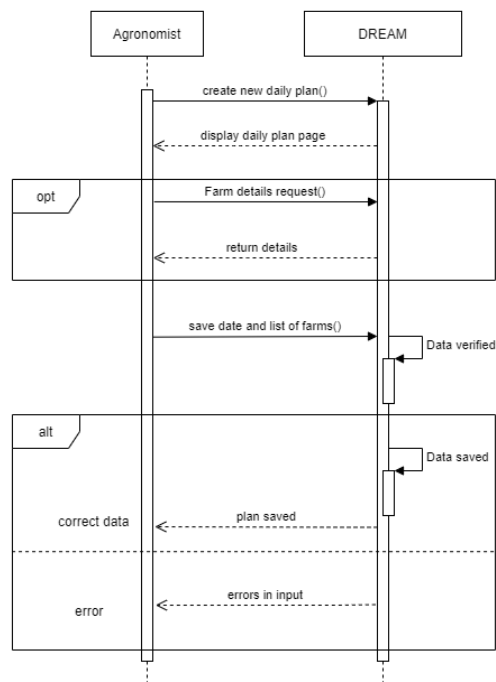 Agronomist
DREAM
create new daily plan()
display daily plan page
opt
Farm details request()
return details
save date and list of farms()
Data verified
alt
Data saved
correct data
plan saved
errors in input
error